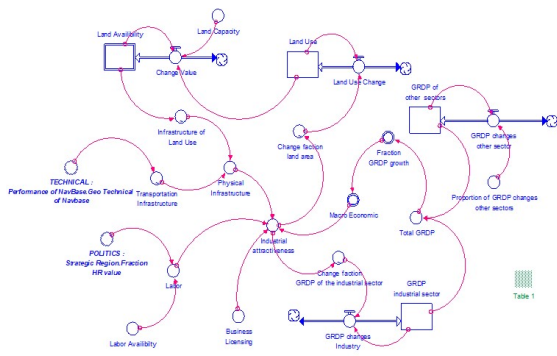 Land Availibility
Land Capacity
Land Use
Change Value
Land Use Change
GRDP of
other sectors
Infrastructure of
Land Use
Change faction
land area
Fraction
GRDP growth
GRDP changes
other sector
TECHNICAL :
Performance of NavBase.Geo Technical
of Navbase
Transportation
Infrastructure
Physical
Infrastructure
Macro Economic
Proportion of GRDP changes
other sectors
Total GRDP
POLITICS :
Strategic Region.Fraction
HR value
Industrial
attractiveness
Labor
Change faction
GRDP of the industrial sector
GRDP
industrial sector
Table 1
Labor Availiblity
Business
Licensing
GRDP changes
Industry